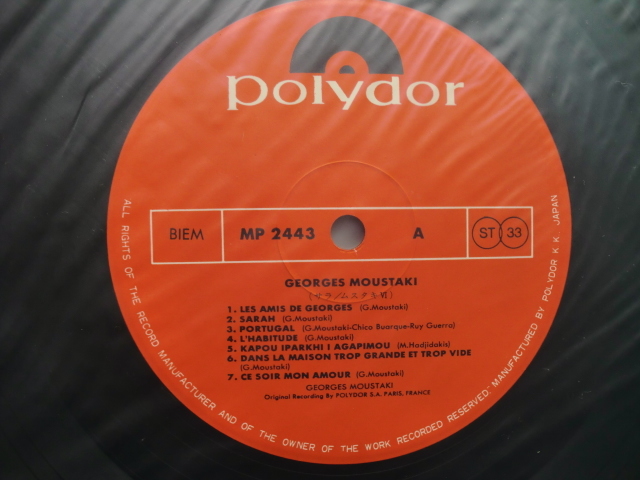 polydor
BIEM MP 2443 A ST 33
GEORGES MOUSTAKI
1. LES AMIS DE GEORGES (G.Moustaki)
2. SARAH (G.Moustaki)
3. PORTUGAL (G.Moustaki-Chico Buarque-Ruy Guerra)
4. L'HABITUDE (G.Moustaki)
5. KAPOU IPARKHI I AGAPIMOU (M.Hadjidakis)
6. DANS LA MAISON TROP GRANDE ET TROP VIDE
(G.Moustaki)
7. CE SOIR MON AMOUR (G.Moustaki)
GEORGES MOUSTAKI
Original Recording By POLYDOR S.A. PARIS, FRANCE
ALL RIGHTS OF THE RECORD MANUFACTURER AND OF THE OWNER OF THE WORK RECORDED RESERVED. MANUFACTURED BY POLYDOR K.K. JAPAN